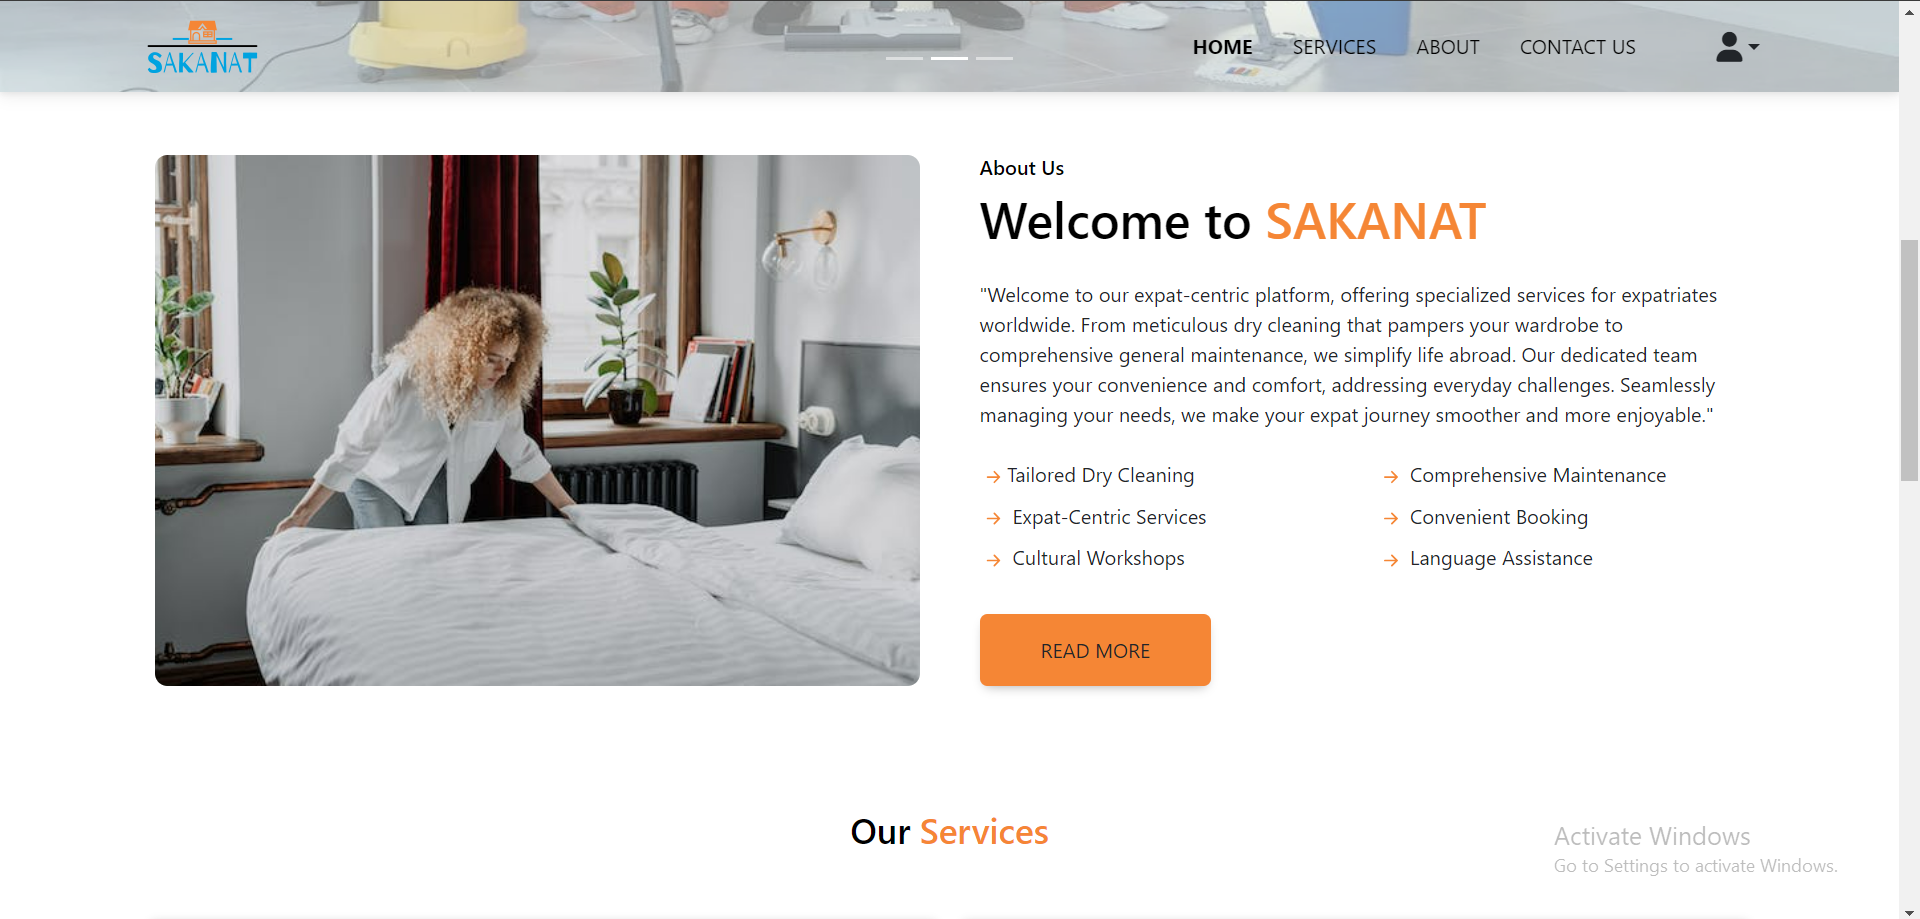 SAKANAT
HOME SERVICES ABOUT CONTACT US
About Us
Welcome to SAKANAT
"Welcome to our expat-centric platform, offering specialized services for expatriates
worldwide. From meticulous dry cleaning that pampers your wardrobe to
comprehensive general maintenance, we simplify life abroad. Our dedicated team
ensures your convenience and comfort, addressing everyday challenges. Seamlessly
managing your needs, we make your expat journey smoother and more enjoyable."
→ Tailored Dry Cleaning
→ Comprehensive Maintenance
→ Expat-Centric Services
→ Convenient Booking
→ Cultural Workshops
→ Language Assistance
READ MORE
Our Services
Activate Windows
Go to Settings to activate Windows.